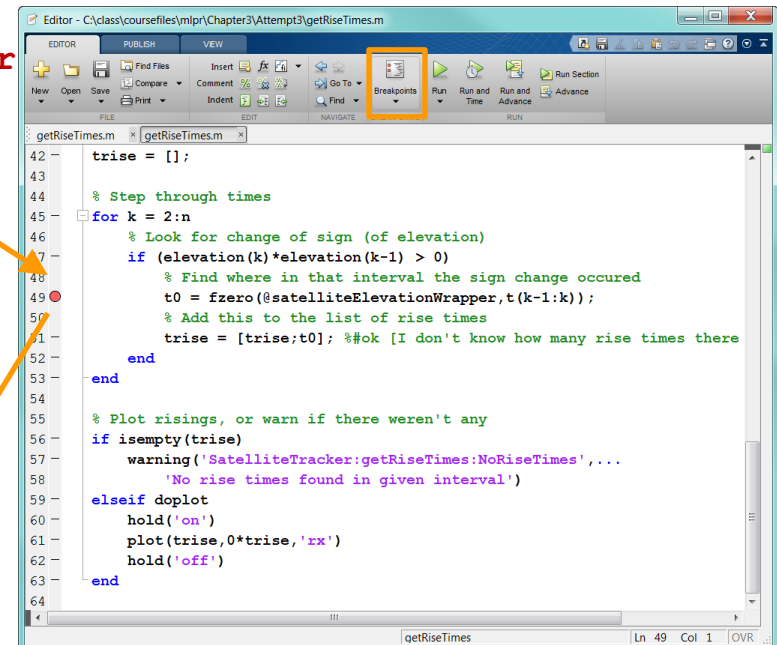 Editor - C:\class\coursefiles\mlpr\Chapter3\Attempt3\getRiseTimes.m
r
EDITOR PUBLISH VIEW
New Open Save Find Files Compare Print Insert fx Comment Indent Go To Find Breakpoints Run Run and Time Run and Advance Run Section Advance
FILE EDIT NAVIGATE RUN
getRiseTimes.m × getRiseTimes.m ×
42 – trise = [];
43
44 % Step through times
45 – for k = 2:n
46 % Look for change of sign (of elevation)
47 – if (elevation(k)*elevation(k-1) > 0)
48 % Find where in that interval the sign change occured
49 t0 = fzero(@satelliteElevationWrapper,t(k-1:k));
50 % Add this to the list of rise times
51 – trise = [trise;t0]; %#ok [I don't know how many rise times there
52 – end
53 – end
54
55 % Plot risings, or warn if there weren't any
56 – if isempty(trise)
57 – warning('SatelliteTracker:getRiseTimes:NoRiseTimes',...
58 'No rise times found in given interval')
59 – elseif doplot
60 – hold('on')
61 – plot(trise,0*trise,'rx')
62 – hold('off')
63 – end
64
getRiseTimes Ln 49 Col 1 OVR